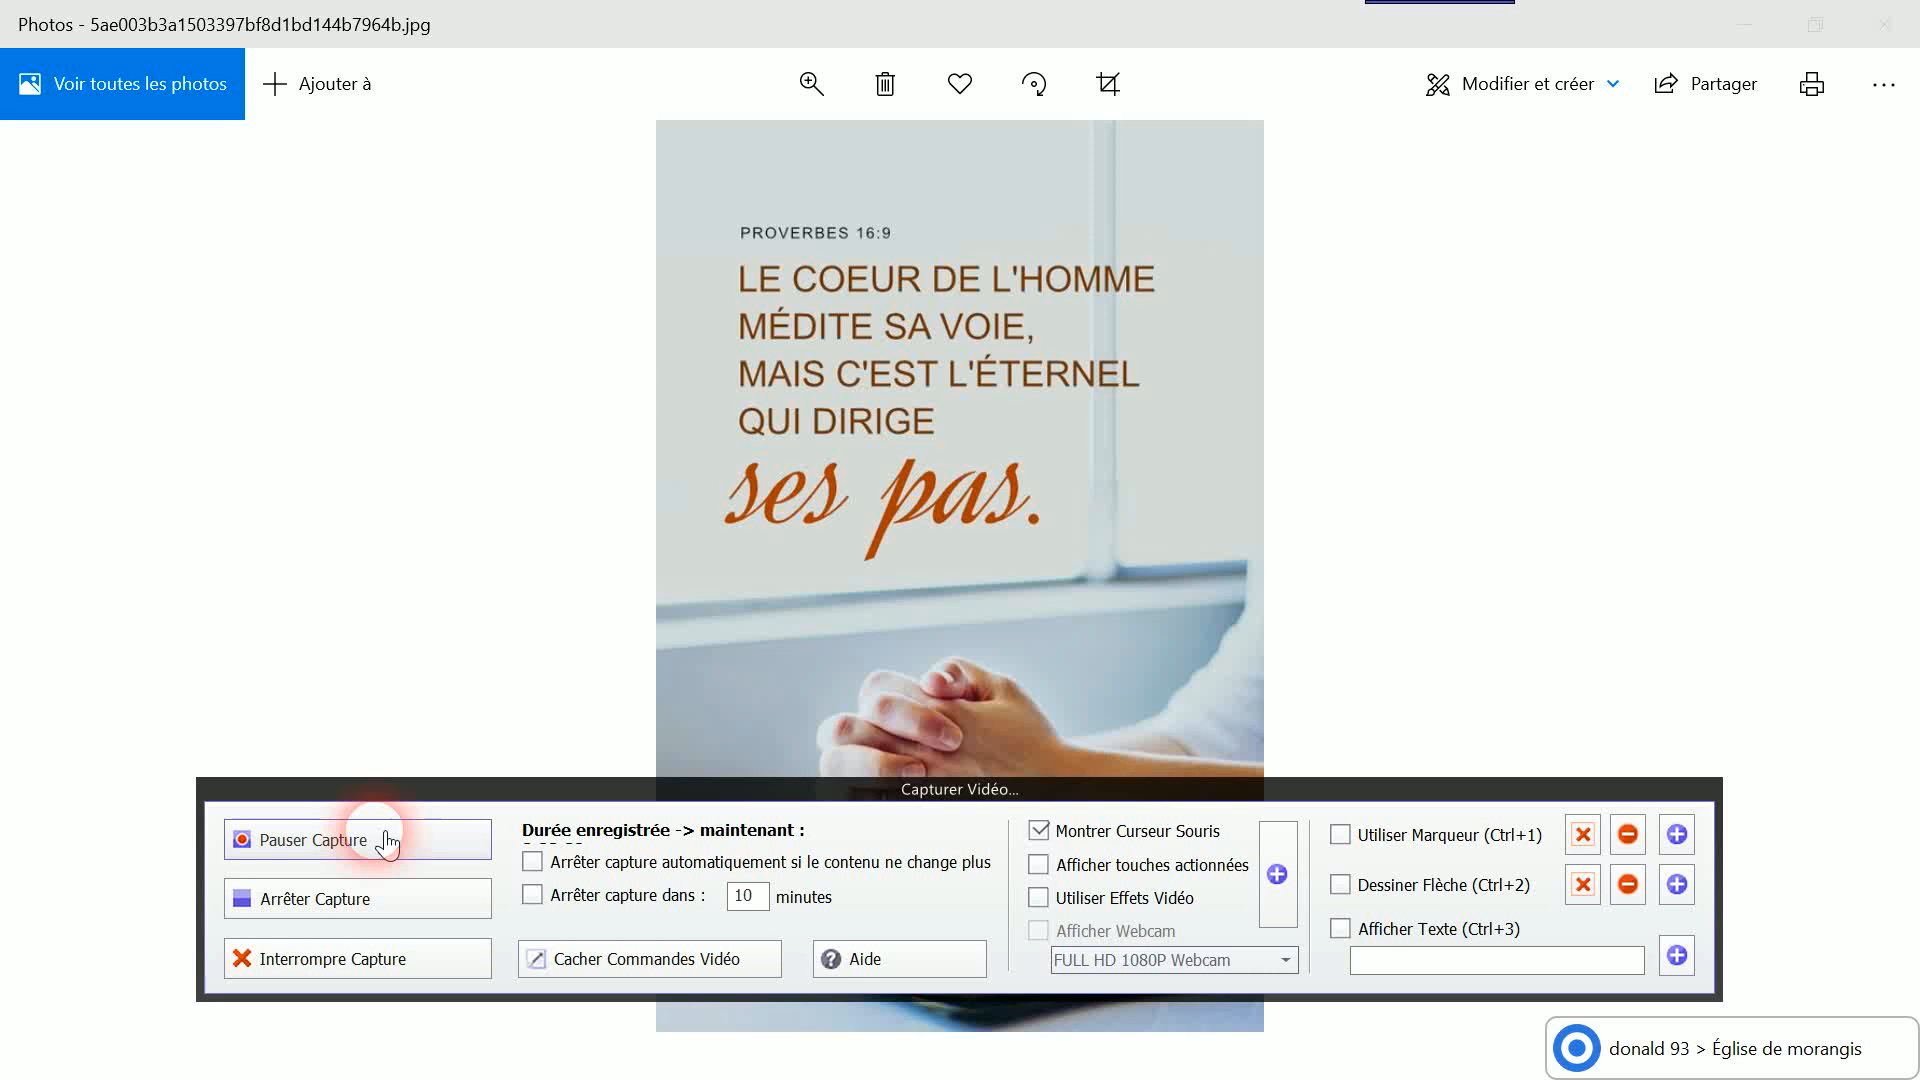 Photos - 5ae003b3a1503397bf8d1bd144b7964b.jpg
Voir toutes les photos
Ajouter à
Modifier et créer
Partager
PROVERBES 16:9
LE COEUR DE L'HOMME
MÉDITE SA VOIE,
MAIS C'EST L'ÉTERNEL
QUI DIRIGE
ses pas.
Capturer Vidéo...
Pauser Capture
Arrêter Capture
Interrompre Capture
Durée enregistrée -> maintenant :
Arrêter capture automatiquement si le contenu ne change plus
Arrêter capture dans : 10 minutes
Cacher Commandes Vidéo
Aide
Montrer Curseur Souris
Afficher touches actionnées
Utiliser Effets Vidéo
Afficher Webcam
FULL HD 1080P Webcam
Utiliser Marqueur (Ctrl+1)
Dessiner Flèche (Ctrl+2)
Afficher Texte (Ctrl+3)
donald 93 > Église de morangis